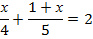 x/4 + (1 + x)/5 = 2